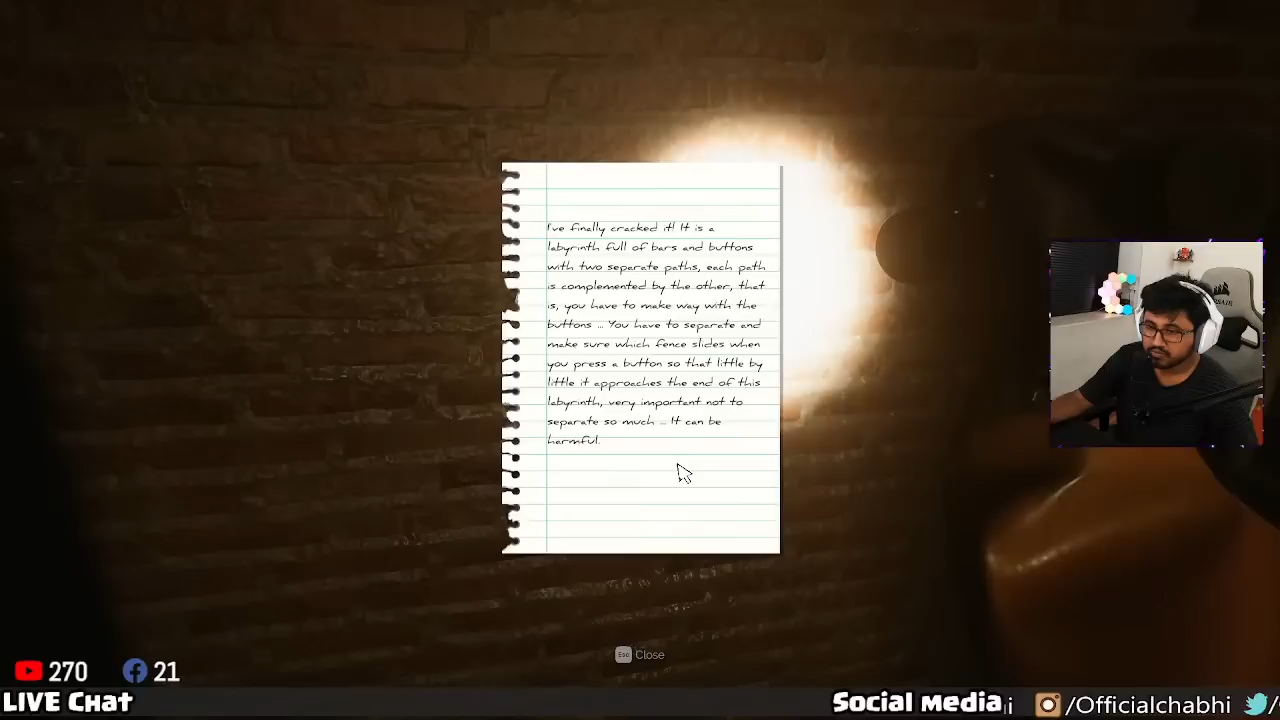 I've finally cracked it! It is a
labyrinth full of bars and buttons
with two separate paths, each path
is complemented by the other, that
is, you have to make way with the
buttons ... You have to separate and
make sure which fence slides when
you press a button so that little by
little it approaches the end of this
labyrinth, very important not to
separate so much ... It can be
harmful.
Esc Close
270 21
LIVE Chat
Social Media /Officialchabhi